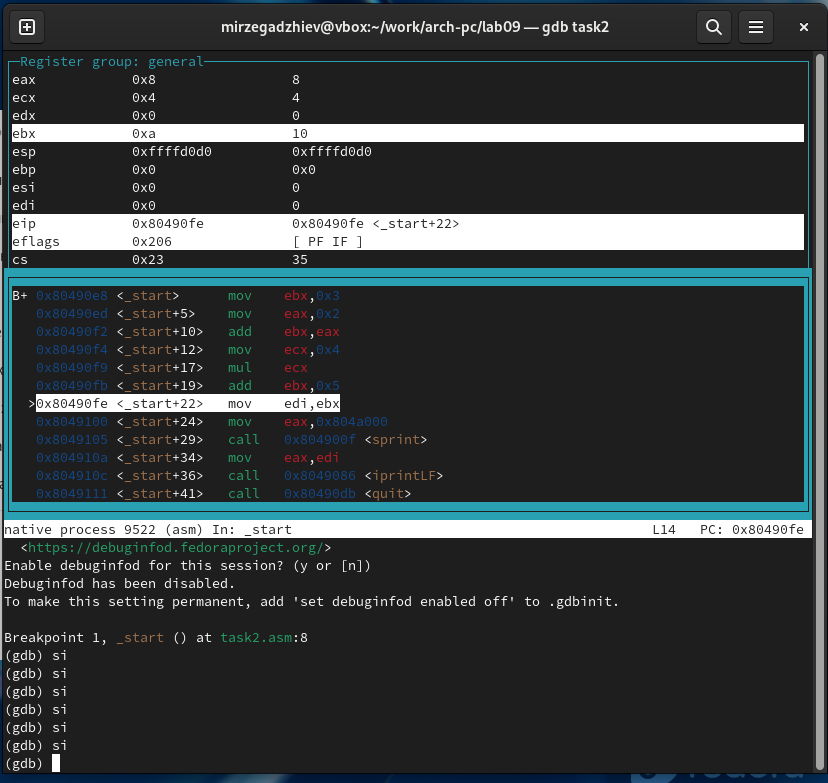 mirzegadzhiev@vbox:~/work/arch-pc/lab09 — gdb task2
Register group: general
eax 0x8 8
ecx 0x4 4
edx 0x0 0
ebx 0xa 10
esp 0xffffd0d0 0xffffd0d0
ebp 0x0 0x0
esi 0x0 0
edi 0x0 0
eip 0x80490fe 0x80490fe <_start+22>
eflags 0x206 [ PF IF ]
cs 0x23 35
B+ 0x80490e8 <_start> mov ebx,0x3
0x80490ed <_start+5> mov eax,0x2
0x80490f2 <_start+10> add ebx,eax
0x80490f4 <_start+12> mov ecx,0x4
0x80490f9 <_start+17> mul ecx
0x80490fb <_start+19> add ebx,0x5
>0x80490fe <_start+22> mov edi,ebx
0x8049100 <_start+24> mov eax,0x804a000
0x8049105 <_start+29> call 0x804900f <sprint>
0x804910a <_start+34> mov eax,edi
0x804910c <_start+36> call 0x8049086 <iprintLF>
0x8049111 <_start+41> call 0x80490db <quit>
native process 9522 (asm) In: _start L14 PC: 0x80490fe
<https://debuginfod.fedoraproject.org/>
Enable debuginfod for this session? (y or [n])
Debuginfod has been disabled.
To make this setting permanent, add 'set debuginfod enabled off' to .gdbinit.
Breakpoint 1, _start () at task2.asm:8
(gdb) si
(gdb) si
(gdb) si
(gdb) si
(gdb) si
(gdb) si
(gdb)